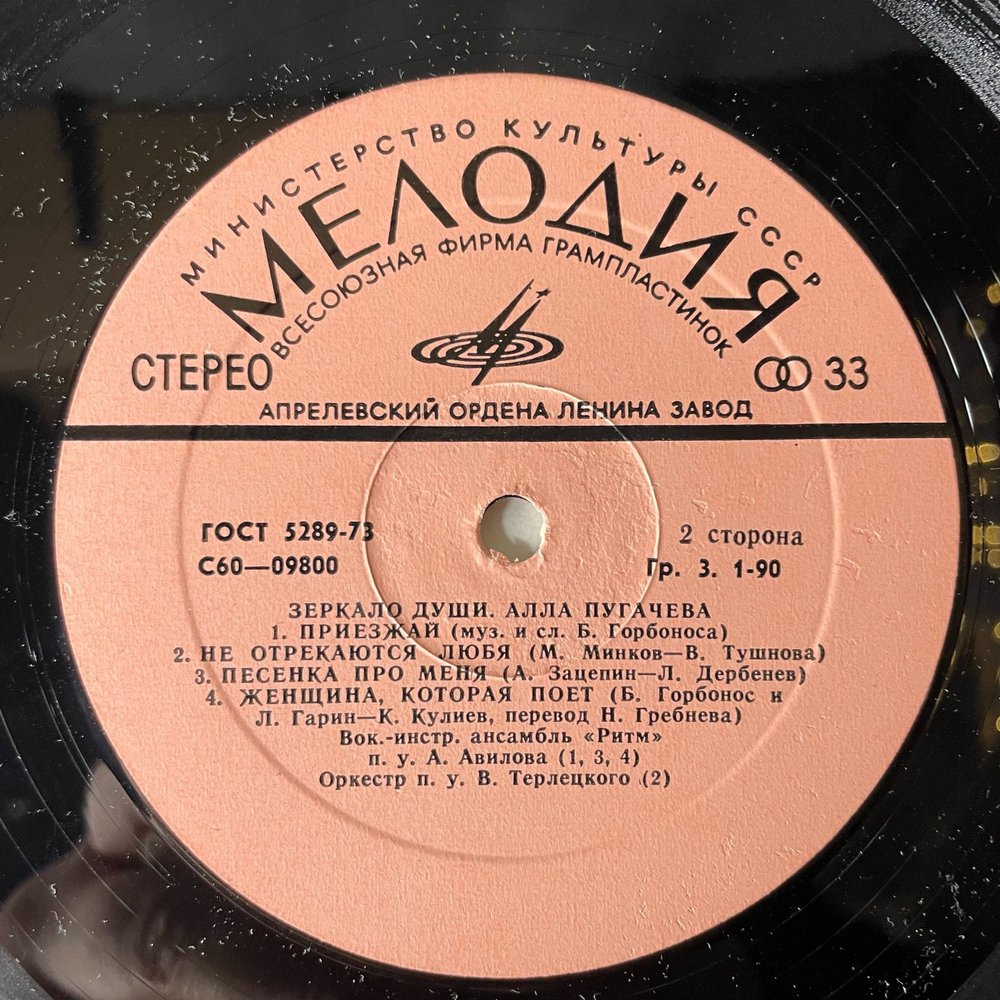 МИНИСТЕРСТВО КУЛЬТУРЫ СССР
МЕЛОДИЯ
ВСЕСОЮЗНАЯ ФИРМА ГРАМПЛАСТИНОК
СТЕРЕО
33
АПРЕЛЕВСКИЙ ОРДЕНА ЛЕНИНА ЗАВОД
ГОСТ 5289-73
2 сторона
С60—09800
Гр. 3. 1-90
ЗЕРКАЛО ДУШИ. АЛЛА ПУГАЧЕВА
1. ПРИЕЗЖАЙ (муз. и сл. Б. Горбоноса)
2. НЕ ОТРЕКАЮТСЯ ЛЮБЯ (М. Минков—В. Тушнова)
3. ПЕСЕНКА ПРО МЕНЯ (А. Зацепин—Л. Дербенев)
4. ЖЕНЩИНА, КОТОРАЯ ПОЕТ (Б. Горбонос и
Л. Гарин—К. Кулиев, перевод Н. Гребнева)
Вок.-инстр. ансамбль «Ритм»
п. у. А. Авилова (1, 3, 4)
Оркестр п. у. В. Терлецкого (2)